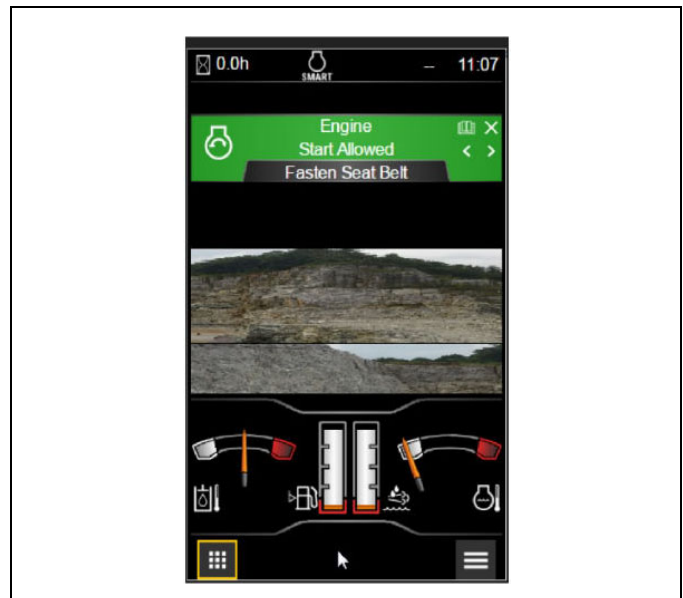 0.0h
SMART
--
11:07
Engine
Start Allowed
Fasten Seat Belt